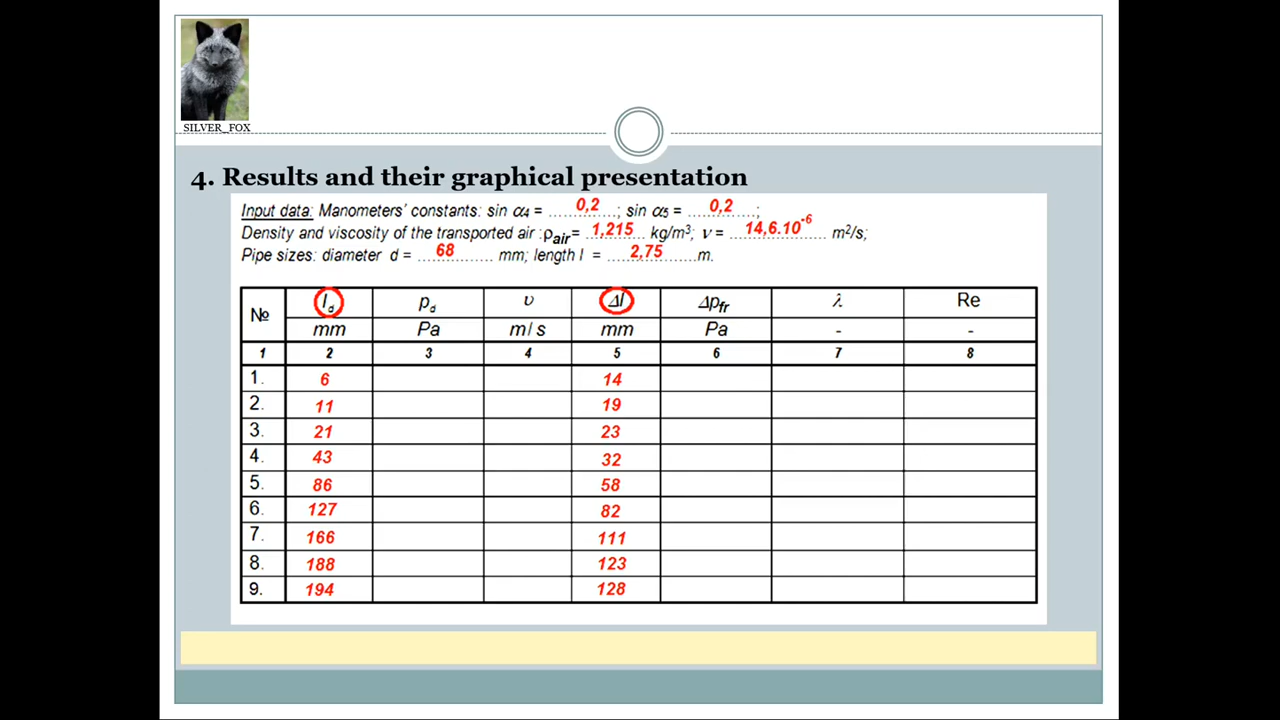 SILVER_FOX
4. Results and their graphical presentation
Input data: Manometers' constants: sin α4 = 0,2; sin α5 = 0,2;
Density and viscosity of the transported air :ρair= 1,215 kg/m³; ν = 14,6.10⁻⁶ m²/s;
Pipe sizes: diameter d = 68 mm; length l = 2,75 m.
№ ld pd υ Δl Δpfr λ Re
mm Pa m/s mm Pa - -
1 2 3 4 5 6 7 8
1. 6 14
2. 11 19
3. 21 23
4. 43 32
5. 86 58
6. 127 82
7. 166 111
8. 188 123
9. 194 128